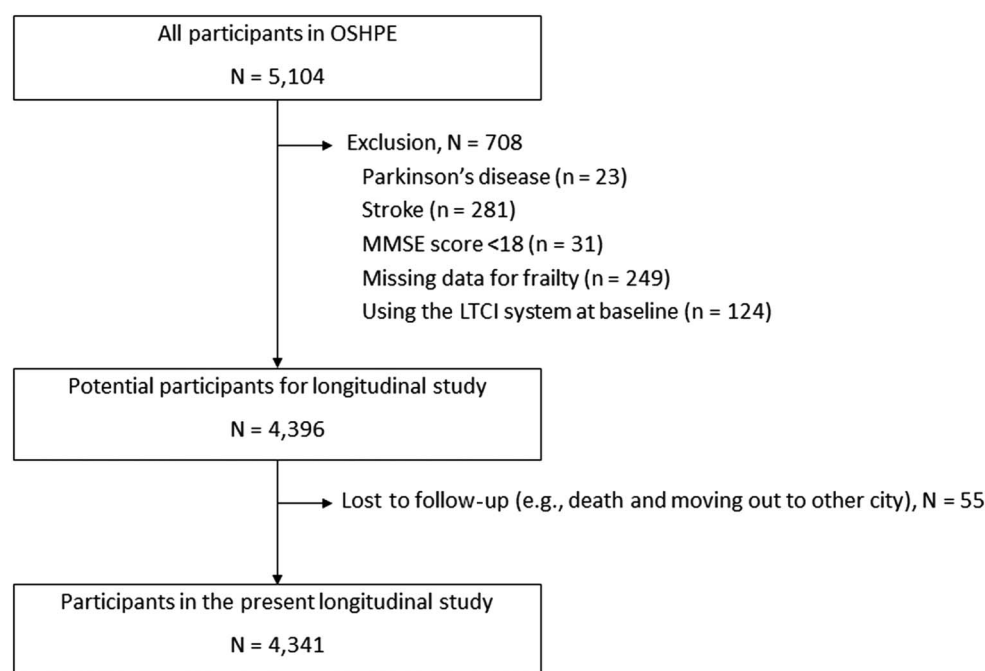 All participants in OSHPE
N = 5,104
Exclusion, N = 708
Parkinson’s disease (n = 23)
Stroke (n = 281)
MMSE score <18 (n = 31)
Missing data for frailty (n = 249)
Using the LTCI system at baseline (n = 124)
Potential participants for longitudinal study
N = 4,396
Lost to follow-up (e.g., death and moving out to other city), N = 55
Participants in the present longitudinal study
N = 4,341